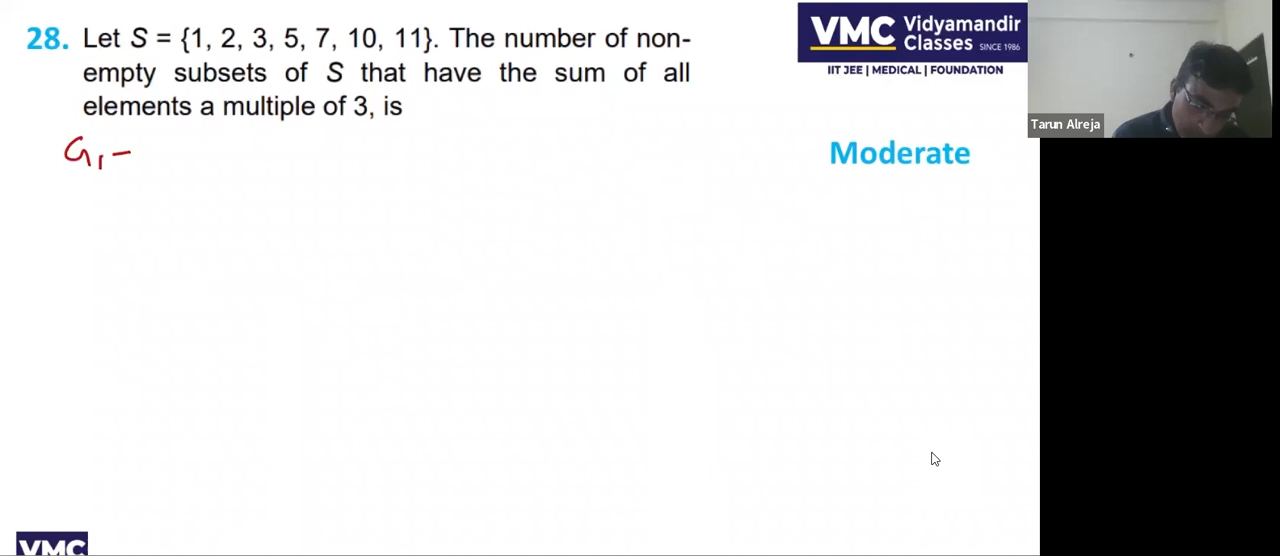 28. Let S = {1, 2, 3, 5, 7, 10, 11}. The number of non-
empty subsets of S that have the sum of all
elements a multiple of 3, is
G₁ –
VMC Vidyamandir
Classes SINCE 1986
IIT JEE | MEDICAL | FOUNDATION
Tarun Alreja
Moderate
VMC